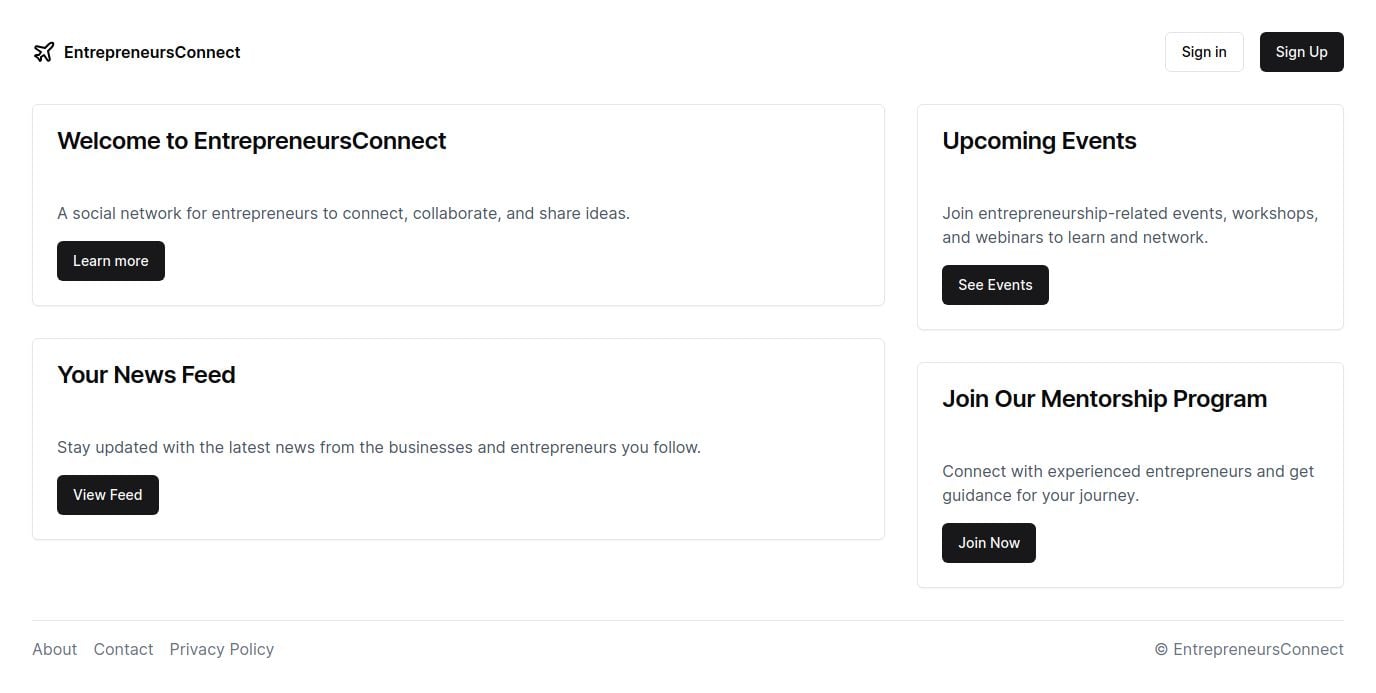 EntrepreneursConnect
Sign in
Sign Up
Welcome to EntrepreneursConnect
A social network for entrepreneurs to connect, collaborate, and share ideas.
Learn more
Your News Feed
Stay updated with the latest news from the businesses and entrepreneurs you follow.
View Feed
Upcoming Events
Join entrepreneurship-related events, workshops,
and webinars to learn and network.
See Events
Join Our Mentorship Program
Connect with experienced entrepreneurs and get
guidance for your journey.
Join Now
About
Contact
Privacy Policy
© EntrepreneursConnect